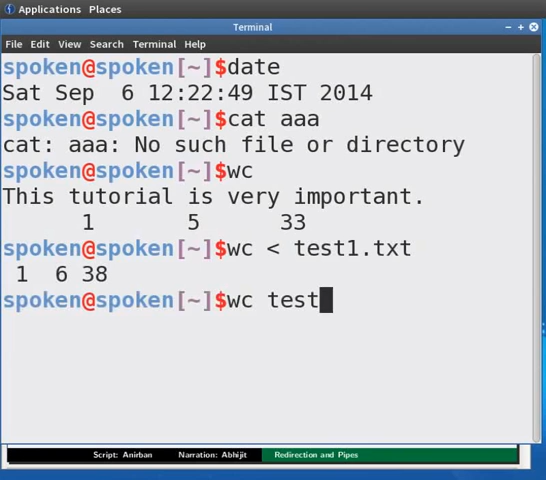 Applications Places
Terminal
File Edit View Search Terminal Help
spoken@spoken[~]$date
Sat Sep  6 12:22:49 IST 2014
spoken@spoken[~]$cat aaa
cat: aaa: No such file or directory
spoken@spoken[~]$wc
This tutorial is very important.
      1       5      33
spoken@spoken[~]$wc < test1.txt
 1  6 38
spoken@spoken[~]$wc test
Script: Anirban Narration: Abhijit Redirection and Pipes